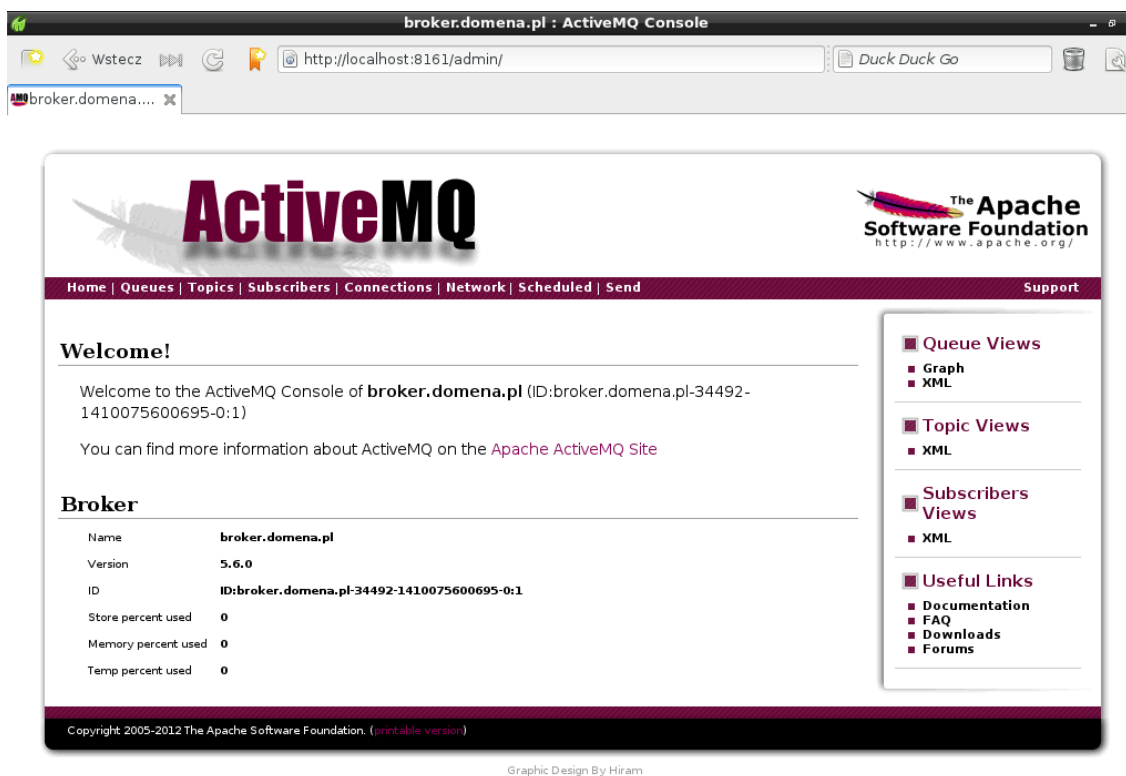 broker.domena.pl : ActiveMQ Console
Wstecz
http://localhost:8161/admin/
Duck Duck Go
AMQ broker.domena....
ActiveMQ
The Apache
Software Foundation
http://www.apache.org/
Home | Queues | Topics | Subscribers | Connections | Network | Scheduled | Send
Support
Welcome!
Welcome to the ActiveMQ Console of broker.domena.pl (ID:broker.domena.pl-34492-
1410075600695-0:1)
You can find more information about ActiveMQ on the Apache ActiveMQ Site
Broker
Name broker.domena.pl
Version 5.6.0
ID ID:broker.domena.pl-34492-1410075600695-0:1
Store percent used 0
Memory percent used 0
Temp percent used 0
Queue Views
Graph
XML
Topic Views
XML
Subscribers
Views
XML
Useful Links
Documentation
FAQ
Downloads
Forums
Copyright 2005-2012 The Apache Software Foundation. (printable version)
Graphic Design By Hiram